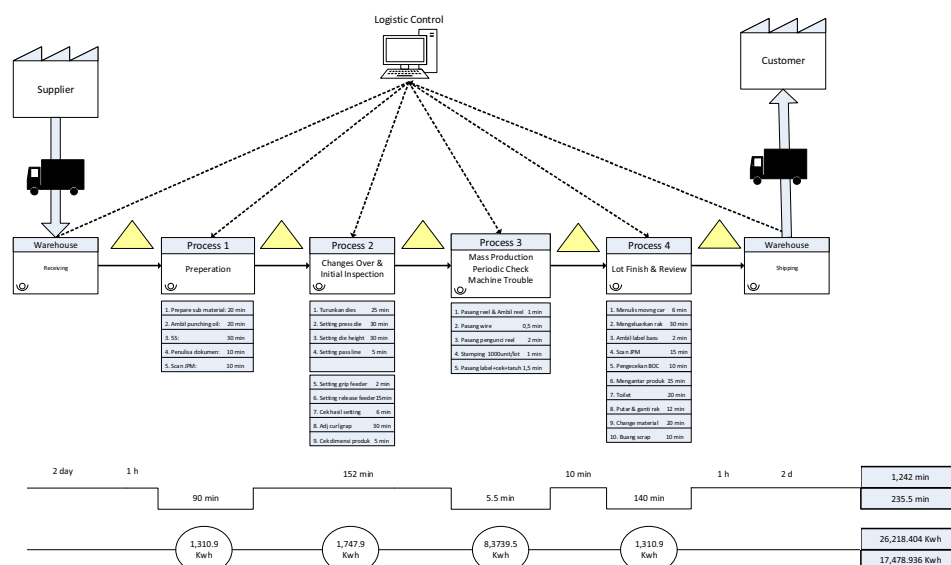 Logistic Control
Supplier
Customer
Warehouse
Receiving
Process 1
Preperation
Process 2
Changes Over &
Initial Inspection
Process 3
Mass Production
Periodic Check
Machine Trouble
Process 4
Lot Finish & Review
Warehouse
Shipping
1. Prepare sub material: 20 min
2. Ambil punching oil: 20 min
3. 5S: 30 min
4. Penulisa dokumen: 10 min
5. Scan JPM: 10 min
1. Turunkan dies 25 min
2. Setting press die 30 min
3. Setting die height 30 min
4. Setting pass line 5 min
5. Setting grip feeder 2 min
6. Setting release feeder 15min
7. Cek hasil setting 6 min
8. Adj curl grap 30 min
9. Cek dimensi produk 5 min
1. Pasang reel & Ambil reel 1 min
2. Pasang wire 0,5 min
3. Pasang pengunci reel 2 min
4. Stamping 1000unit/lot 1 min
5. Pasang label+cek+taruh 1,5 min
1. Menulis movng car 6 min
2. Mengeluarkan rak 30 min
3. Ambil label baru 2 min
4. Scan JPM 15 min
5. Pengecekan BOC 10 min
6. Mengantar produk 15 min
7. Toilet 20 min
8. Putar & ganti rak 12 min
9. Change material 20 min
10. Buang scrap 10 min
2 day
1 h
90 min
152 min
5.5 min
10 min
140 min
1 h
2 d
1,242 min
235.5 min
1,310.9
Kwh
1,747.9
Kwh
8,3739.5
Kwh
1,310.9
Kwh
26,218.404 Kwh
17,478.936 Kwh